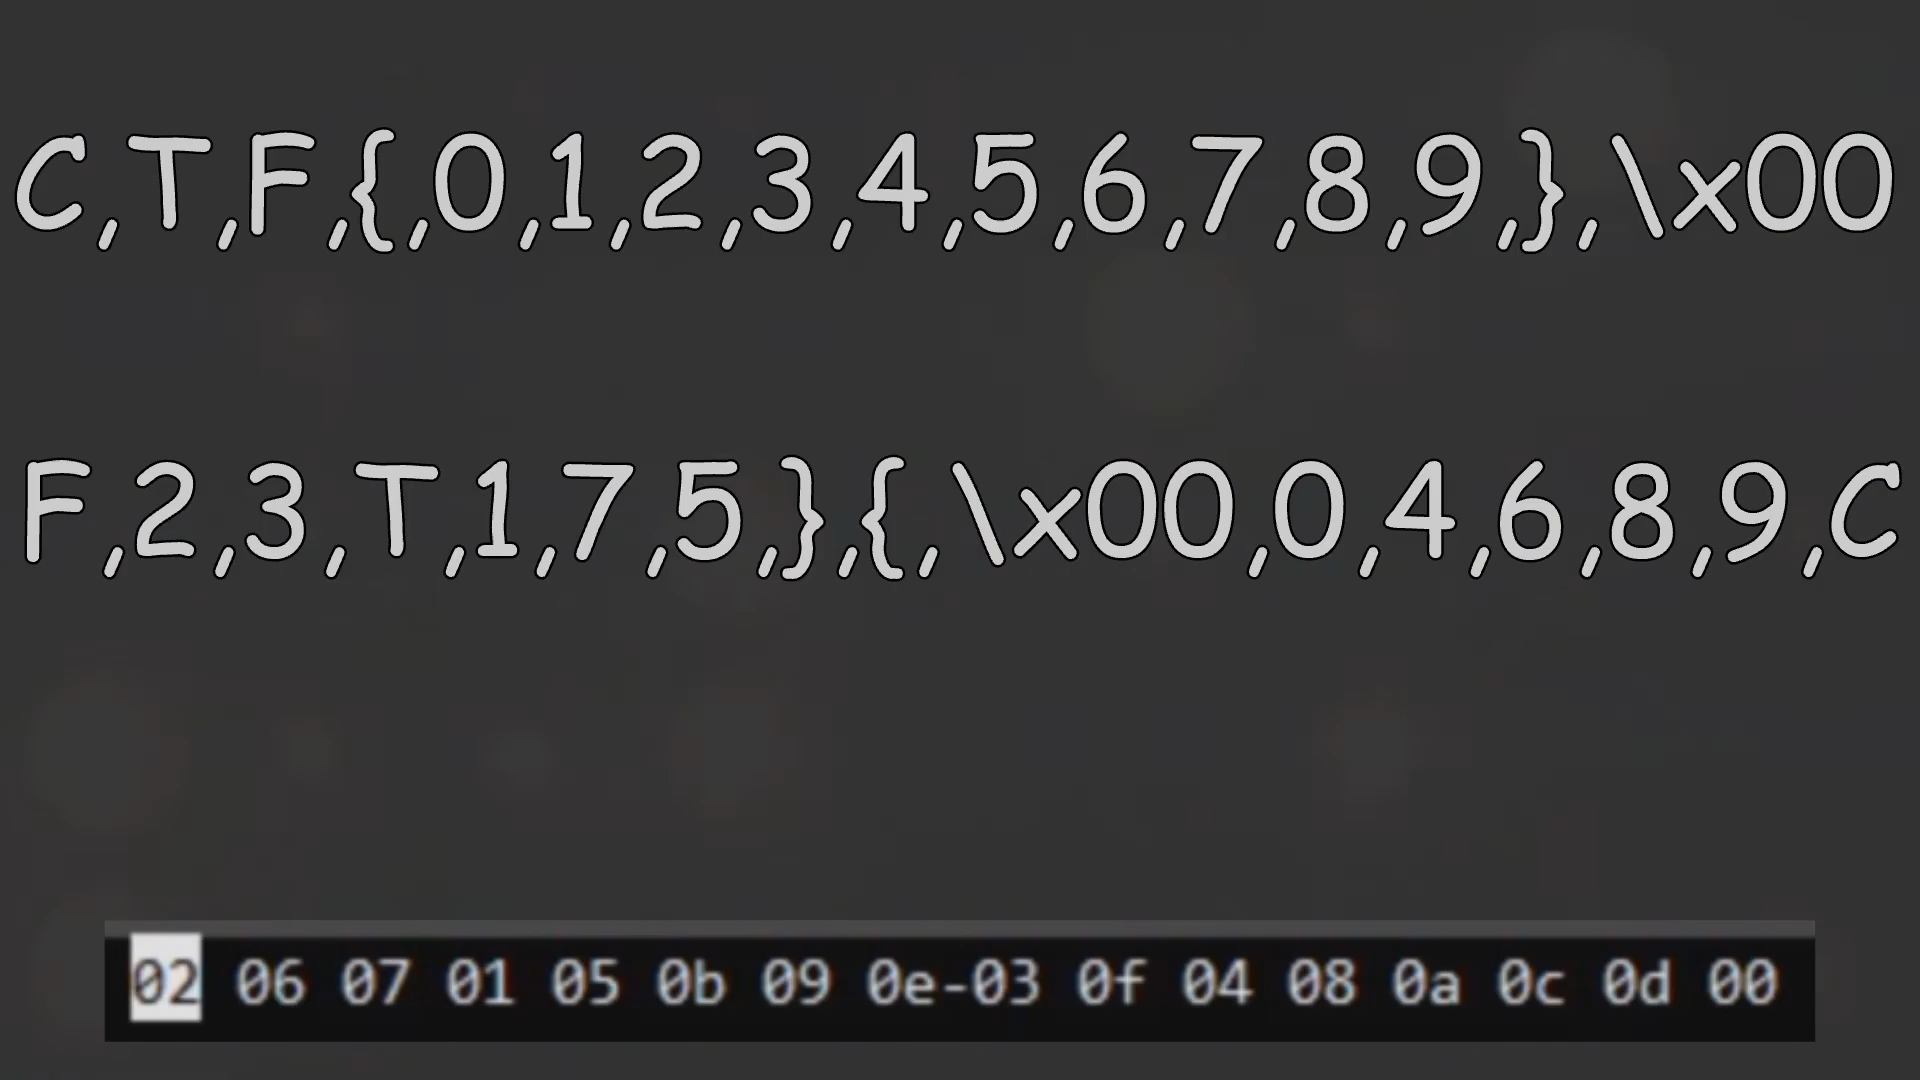 C,T,F,{,0,1,2,3,4,5,6,7,8,9,},\x00
F,2,3,T,1,7,5,},{,\x00,0,4,6,8,9,C
02 06 07 01 05 0b 09 0e-03 0f 04 08 0a 0c 0d 00